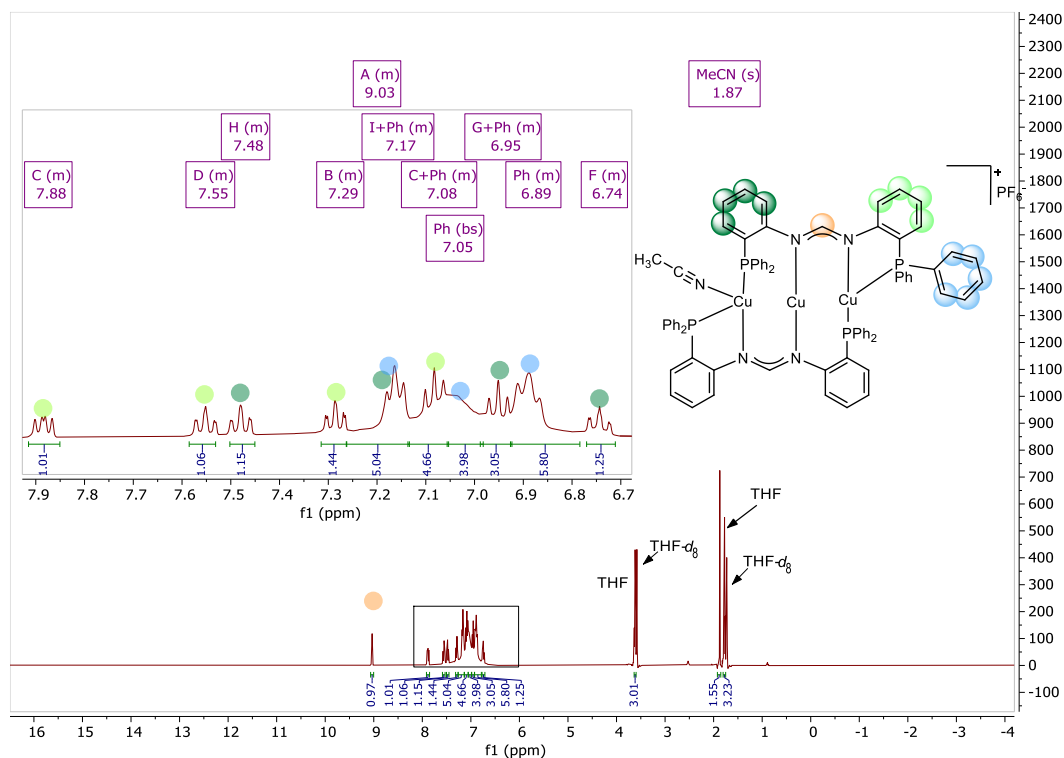 A (m)
9.03
MeCN (s)
1.87
H (m)
7.48
I+Ph (m)
7.17
G+Ph (m)
6.95
C (m)
7.88
D (m)
7.55
B (m)
7.29
C+Ph (m)
7.08
Ph (m)
6.89
F (m)
6.74
Ph (bs)
7.05
+
PF6
N
N
PPh2
P
Ph
H3C
C
N
Cu
Cu
Cu
Ph2P
PPh2
N
N
1.01
1.06
1.15
1.44
5.04
4.66
3.98
3.05
5.80
1.25
7.9 7.8 7.7 7.6 7.5 7.4 7.3 7.2 7.1 7.0 6.9 6.8 6.7
f1 (ppm)
THF
THF-d8
THF
THF-d8
0.97
1.01
1.06
1.15
1.44
5.04
4.66
3.98
3.05
5.80
1.25
3.01
1.55
3.23
16 15 14 13 12 11 10 9 8 7 6 5 4 3 2 1 0 -1 -2 -3 -4
f1 (ppm)
2400
2300
2200
2100
2000
1900
1800
1700
1600
1500
1400
1300
1200
1100
1000
900
800
700
600
500
400
300
200
100
0
-100